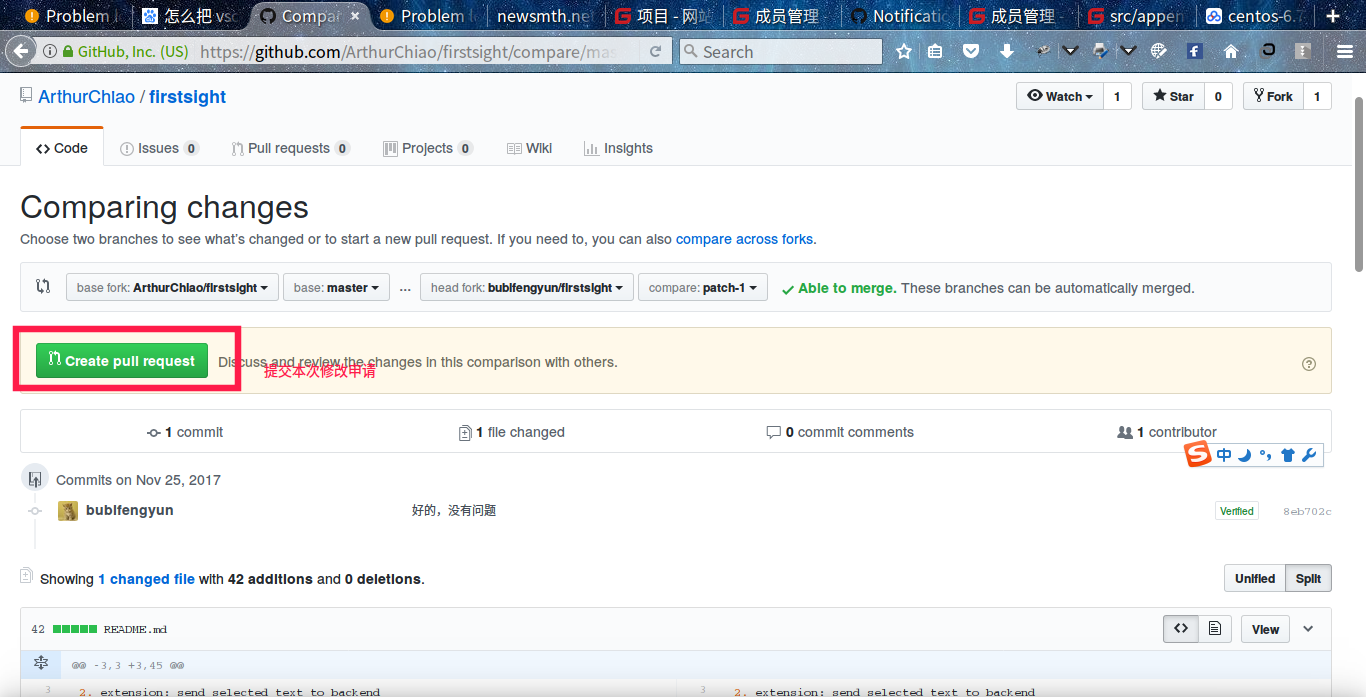 Problem l
怎么把 vsc
Compar
Problem l
newsmth.net
项目 - 网站
成员管理
Notificatio
成员管理 -
src/appen
centos-6.7
GitHub, Inc. (US)
https://github.com/ArthurChiao/firstsight/compare/mas
Search
ArthurChiao / firstsight
Watch 1
Star 0
Fork 1
Code
Issues 0
Pull requests 0
Projects 0
Wiki
Insights
Comparing changes
Choose two branches to see what's changed or to start a new pull request. If you need to, you can also compare across forks.
base fork: ArthurChiao/firstsight base: master ... head fork: bubifengyun/firstsight compare: patch-1 Able to merge. These branches can be automatically merged.
Create pull request Discuss and review the changes in this comparison with others.
提交本次修改申请
1 commit
1 file changed
0 commit comments
1 contributor
S 中
Commits on Nov 25, 2017
bubifengyun 好的，没有问题 Verified 8eb702c
Showing 1 changed file with 42 additions and 0 deletions.
Unified Split
42 README.md View
@@ -3,3 +3,45 @@
3 2. extension: send selected text to backend 3 2. extension: send selected text to backend